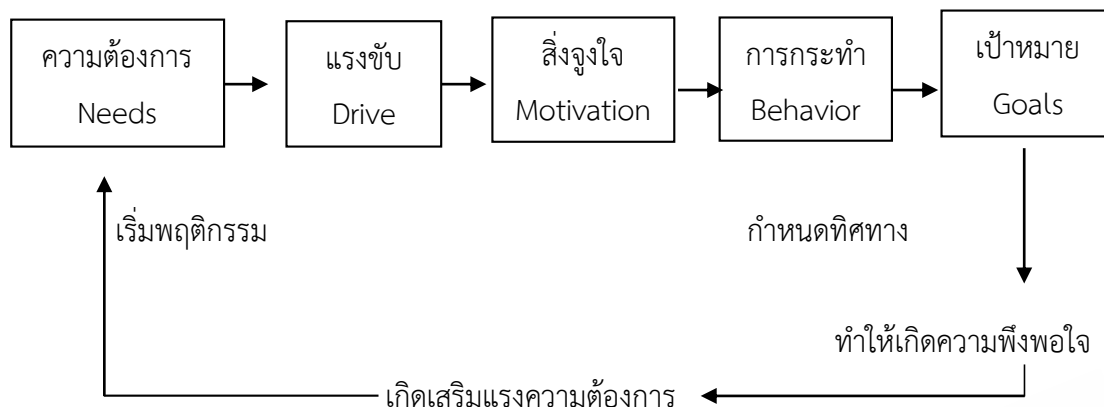 ความต้องการ
Needs
แรงขับ
Drive
สิ่งจูงใจ
Motivation
การกระทำ
Behavior
เป้าหมาย
Goals
เริ่มพฤติกรรม
กำหนดทิศทาง
ทำให้เกิดความพึงพอใจ
เกิดเสริมแรงความต้องการ